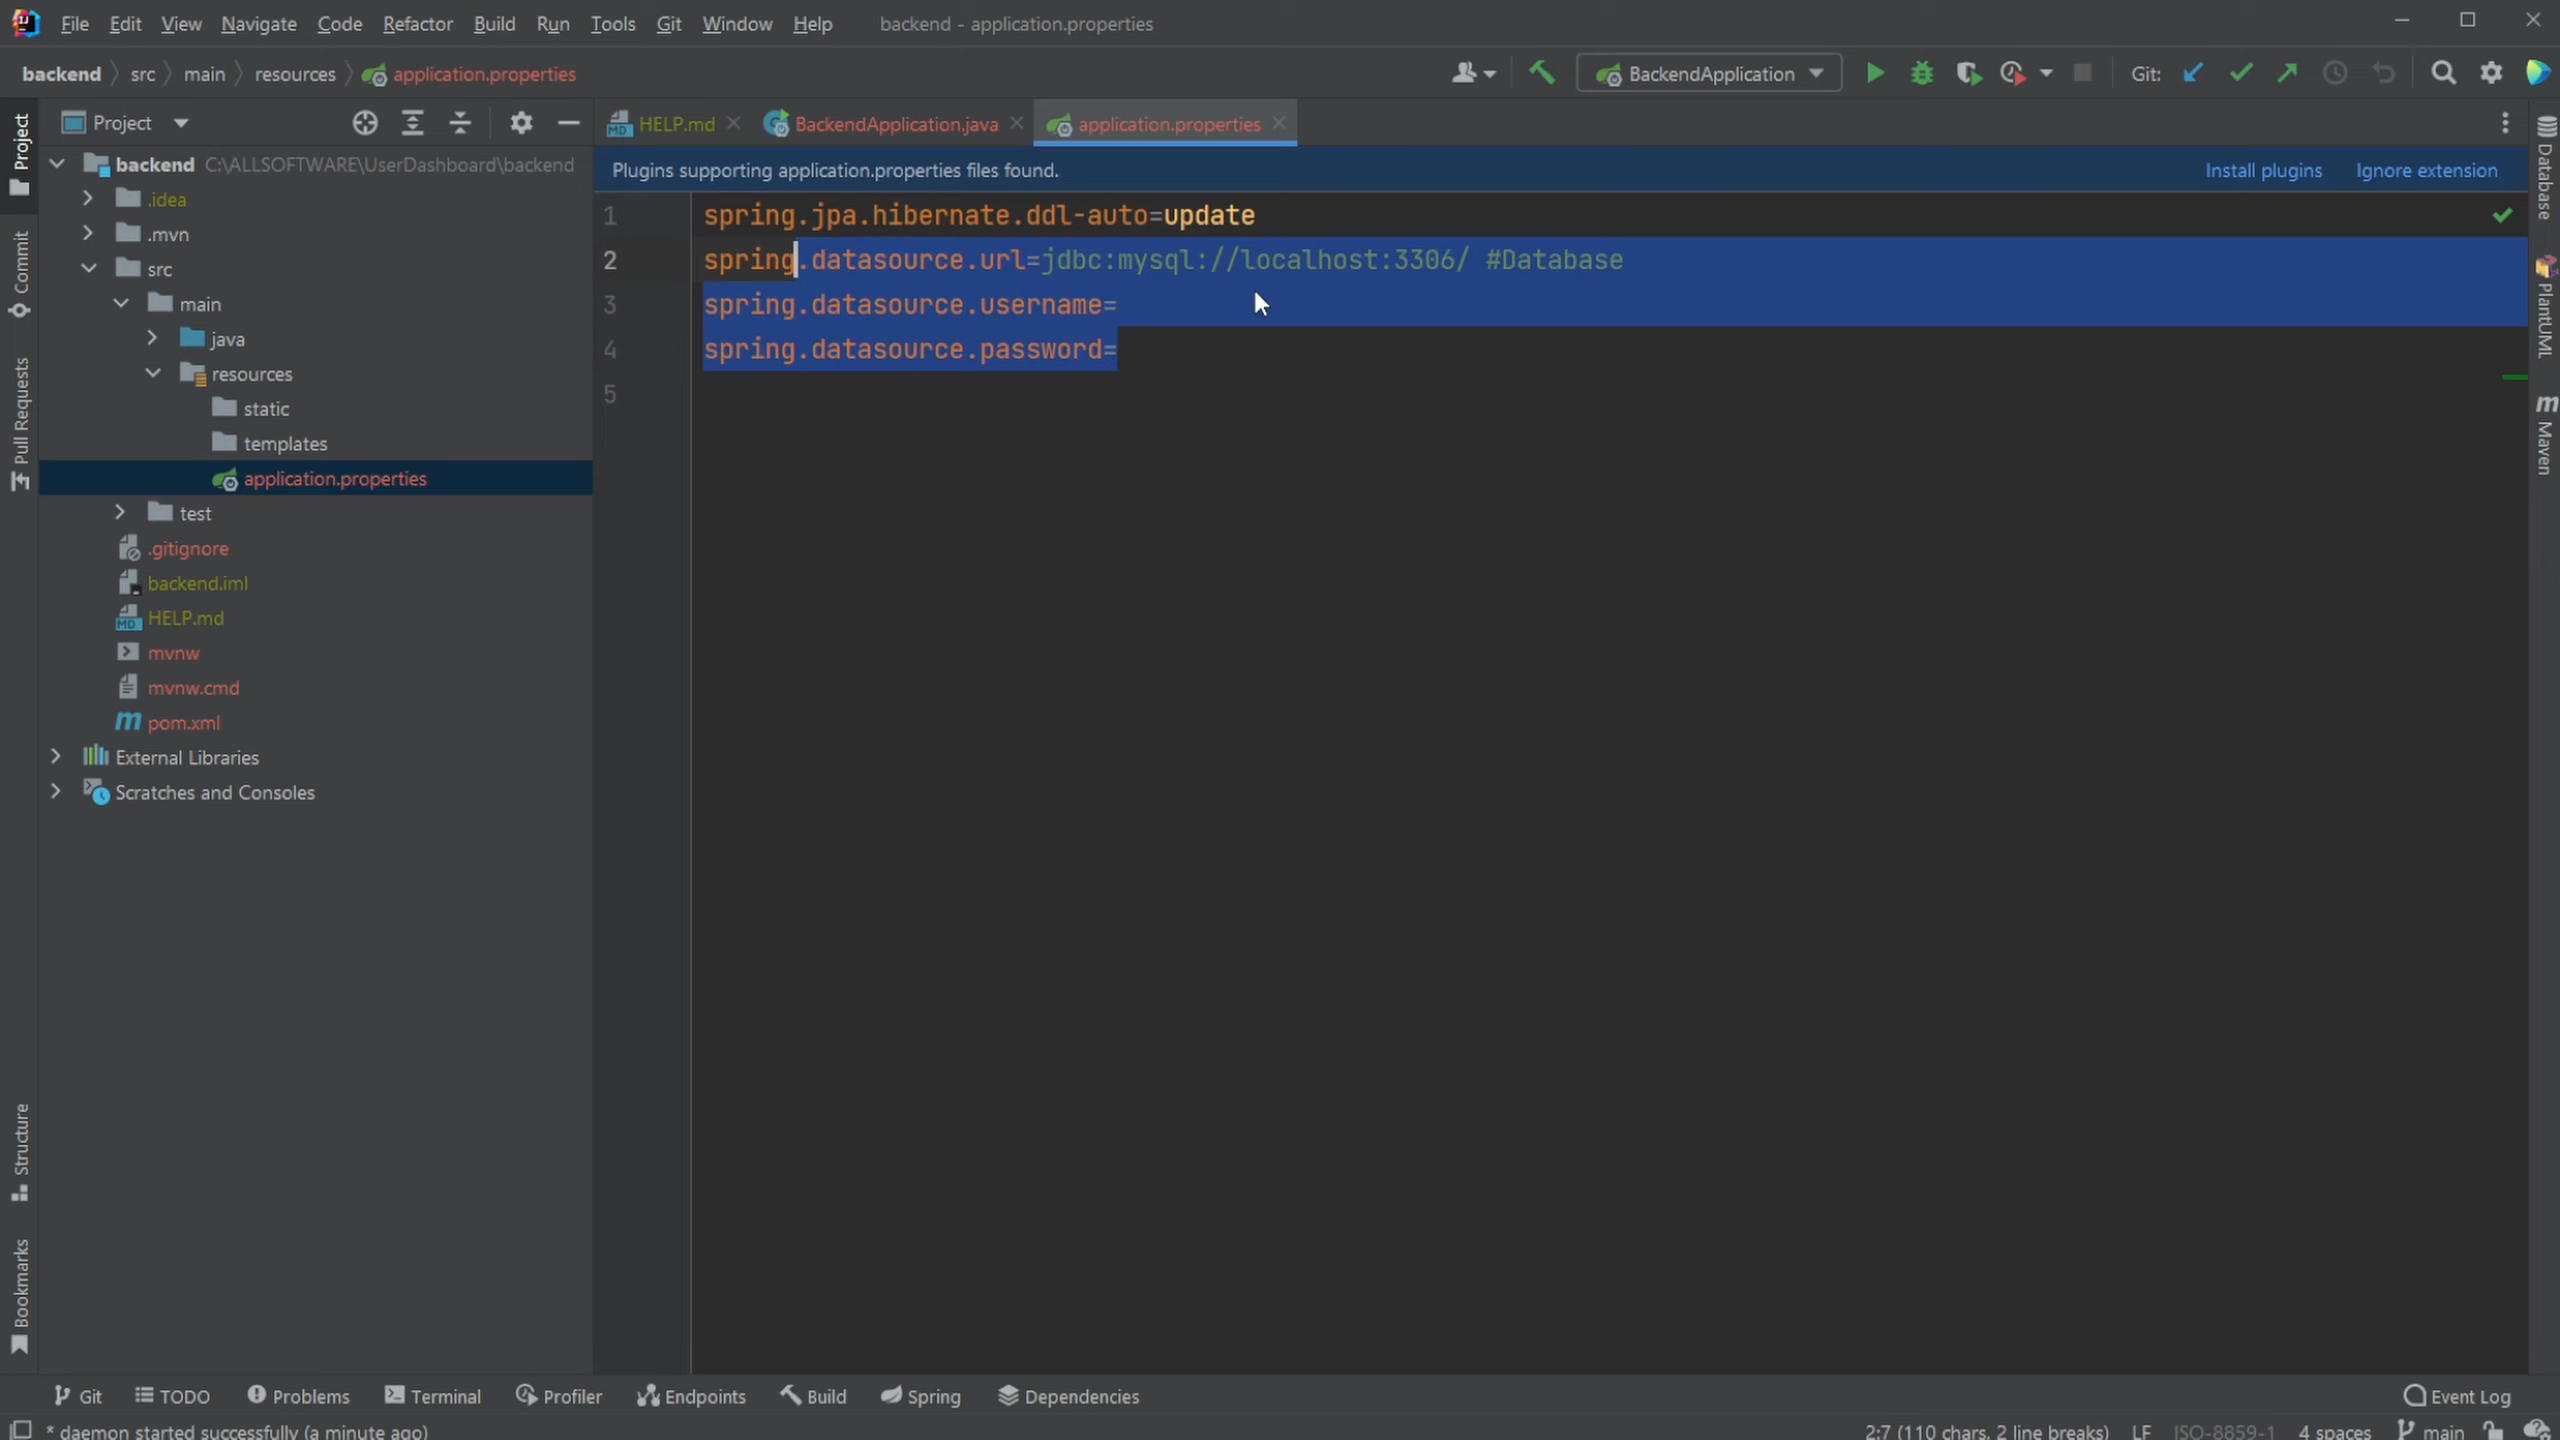 File Edit View Navigate Code Refactor Build Run Tools Git Window Help backend - application.properties
backend src main resources application.properties BackendApplication Git:
Project HELP.md BackendApplication.java application.properties
Plugins supporting application.properties files found. Install plugins Ignore extension
Project
Commit
Pull Requests
Structure
Bookmarks
backend C:\ALLSOFTWARE\UserDashboard\backend
.idea
.mvn
src
main
java
resources
static
templates
application.properties
test
.gitignore
backend.iml
MD HELP.md
mvnw
mvnw.cmd
m pom.xml
External Libraries
Scratches and Consoles
1 spring.jpa.hibernate.ddl-auto=update
2 spring.datasource.url=jdbc:mysql://localhost:3306/ #Database
3 spring.datasource.username=
4 spring.datasource.password=
5
Database
PlantUML
m Maven
Git TODO Problems Terminal Profiler Endpoints Build Spring Dependencies Event Log
* daemon started successfully (a minute ago) 2:7 (110 chars, 2 line breaks) LF ISO-8859-1 4 spaces main